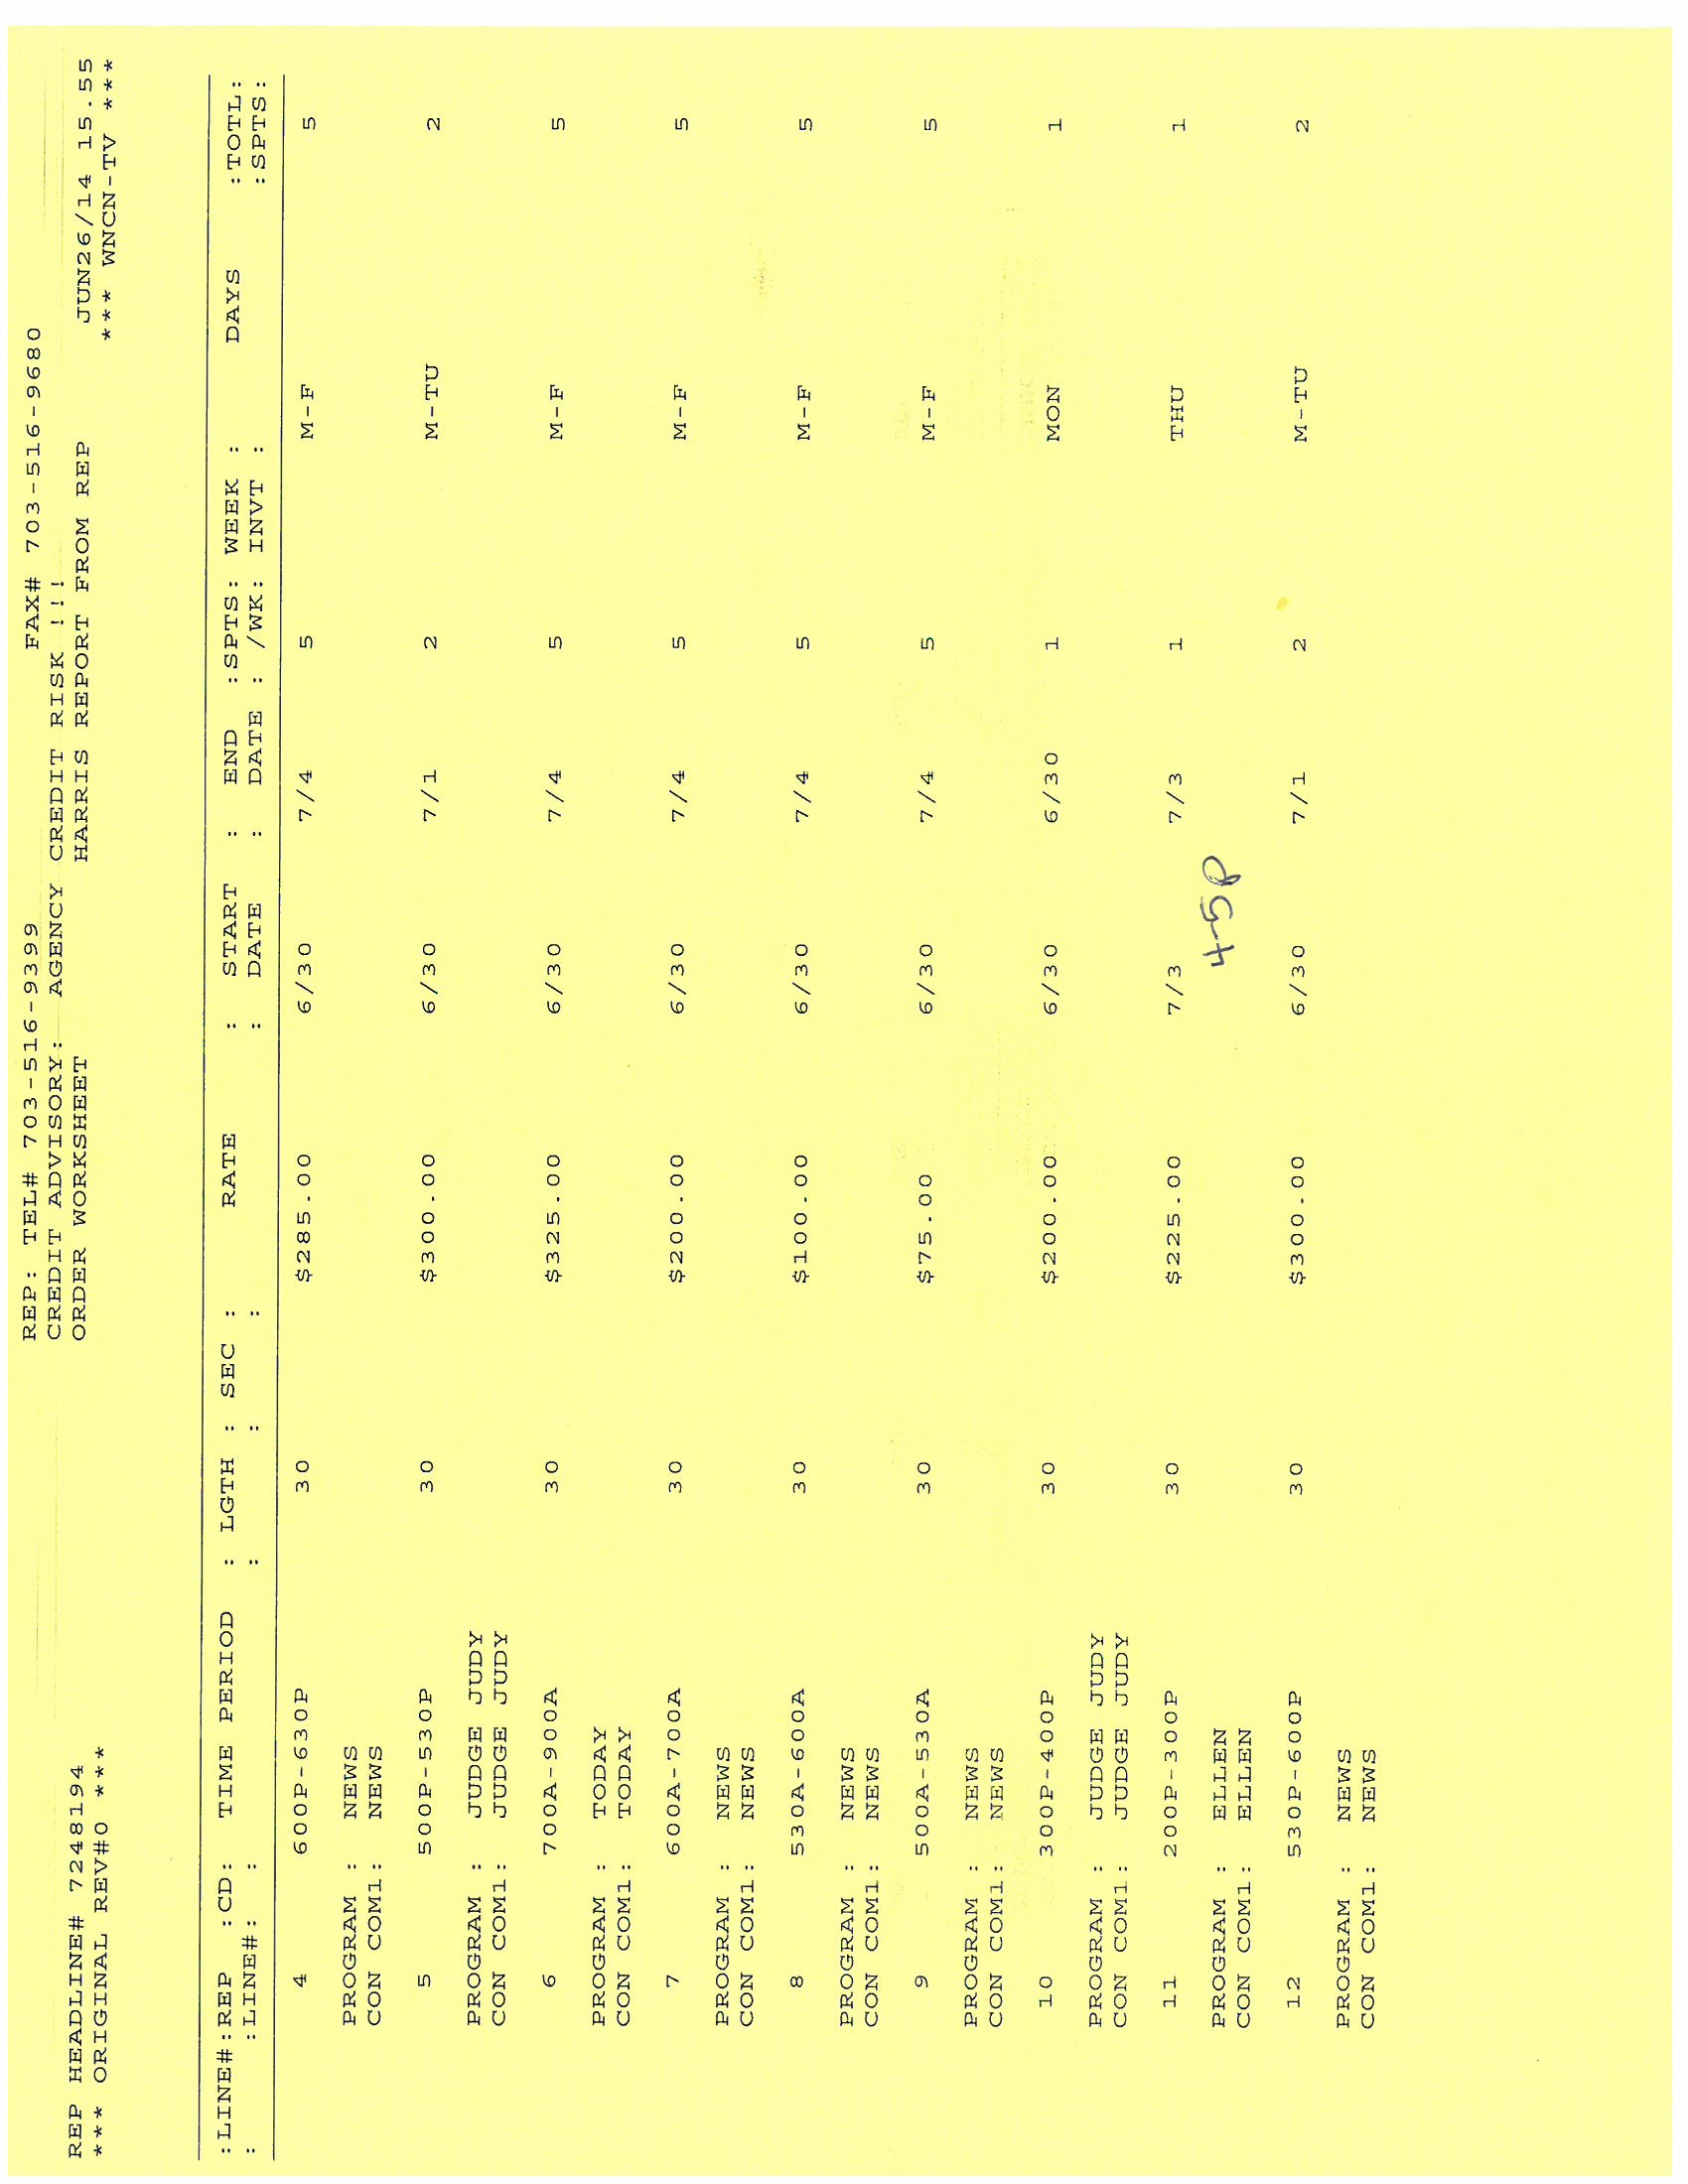 REP: TEL# 703-516-9399 FAX# 703-516-9680
CREDIT ADVISORY: AGENCY CREDIT RISK !!!
REP HEADLINE# 7248194 ORDER WORKSHEET HARRIS REPORT FROM REP JUN26/14 15.55
*** ORIGINAL REV#0 *** *** WNCN-TV ***
:LINE#:REP :CD: TIME PERIOD : LGTH : SEC : RATE : START : END :SPTS: WEEK : DAYS :TOTL:
: :LINE#: : : : : DATE : DATE : /WK: INVT : :SPTS:
4 600P-630P 30 $285.00 6/30 7/4 5 M-F 5
PROGRAM : NEWS
CON COM1: NEWS
5 500P-530P 30 $300.00 6/30 7/1 2 M-TU 2
PROGRAM : JUDGE JUDY
CON COM1: JUDGE JUDY
6 700A-900A 30 $325.00 6/30 7/4 5 M-F 5
PROGRAM : TODAY
CON COM1: TODAY
7 600A-700A 30 $200.00 6/30 7/4 5 M-F 5
PROGRAM : NEWS
CON COM1: NEWS
8 530A-600A 30 $100.00 6/30 7/4 5 M-F 5
PROGRAM : NEWS
CON COM1: NEWS
9 500A-530A 30 $75.00 6/30 7/4 5 M-F 5
PROGRAM : NEWS
CON COM1: NEWS
10 300P-400P 30 $200.00 6/30 6/30 1 MON 1
PROGRAM : JUDGE JUDY
CON COM1: JUDGE JUDY
11 200P-300P 30 $225.00 7/3 7/3 1 THU 1
PROGRAM : ELLEN 4-5P
CON COM1: ELLEN
12 530P-600P 30 $300.00 6/30 7/1 2 M-TU 2
PROGRAM : NEWS
CON COM1: NEWS